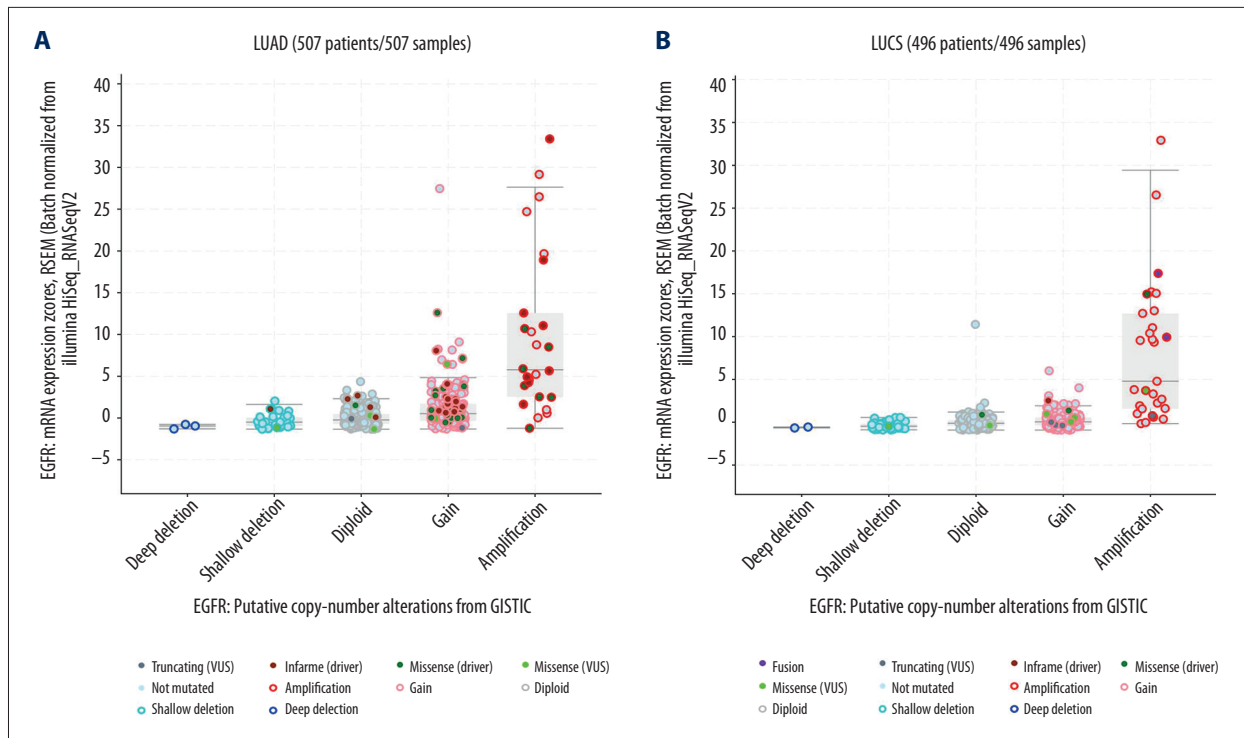 A
LUAD (507 patients/507 samples)
EGFR: mRNA expression zcores, RSEM (Batch normalized from
illumina HiSeq_RNASeqV2
40
35
30
25
20
15
10
5
0
–5
Deep deletion
Shallow deletion
Diploid
Gain
Amplification
EGFR: Putative copy-number alterations from GISTIC
Truncating (VUS)
Infarme (driver)
Missense (driver)
Missense (VUS)
Not mutated
Amplification
Gain
Diploid
Shallow deletion
Deep delection
B
LUCS (496 patients/496 samples)
EGFR: mRNA expression zcores, RSEM (Batch normalized from
illumina HiSeq_RNASeqV2
40
35
30
25
20
15
10
5
0
–5
Deep deletion
Shallow deletion
Diploid
Gain
Amplification
EGFR: Putative copy-number alterations from GISTIC
Fusion
Truncating (VUS)
Inframe (driver)
Missense (driver)
Missense (VUS)
Not mutated
Amplification
Gain
Diploid
Shallow deletion
Deep deletion